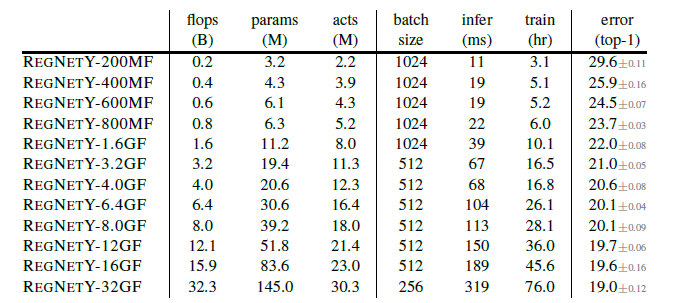 flops params acts batch infer train error
(B) (M) (M) size (ms) (hr) (top-1)
REGNETY-200MF 0.2 3.2 2.2 1024 11 3.1 29.6±0.11
REGNETY-400MF 0.4 4.3 3.9 1024 19 5.1 25.9±0.16
REGNETY-600MF 0.6 6.1 4.3 1024 19 5.2 24.5±0.07
REGNETY-800MF 0.8 6.3 5.2 1024 22 6.0 23.7±0.03
REGNETY-1.6GF 1.6 11.2 8.0 1024 39 10.1 22.0±0.08
REGNETY-3.2GF 3.2 19.4 11.3 512 67 16.5 21.0±0.05
REGNETY-4.0GF 4.0 20.6 12.3 512 68 16.8 20.6±0.08
REGNETY-6.4GF 6.4 30.6 16.4 512 104 26.1 20.1±0.04
REGNETY-8.0GF 8.0 39.2 18.0 512 113 28.1 20.1±0.09
REGNETY-12GF 12.1 51.8 21.4 512 150 36.0 19.7±0.06
REGNETY-16GF 15.9 83.6 23.0 512 189 45.6 19.6±0.16
REGNETY-32GF 32.3 145.0 30.3 256 319 76.0 19.0±0.12